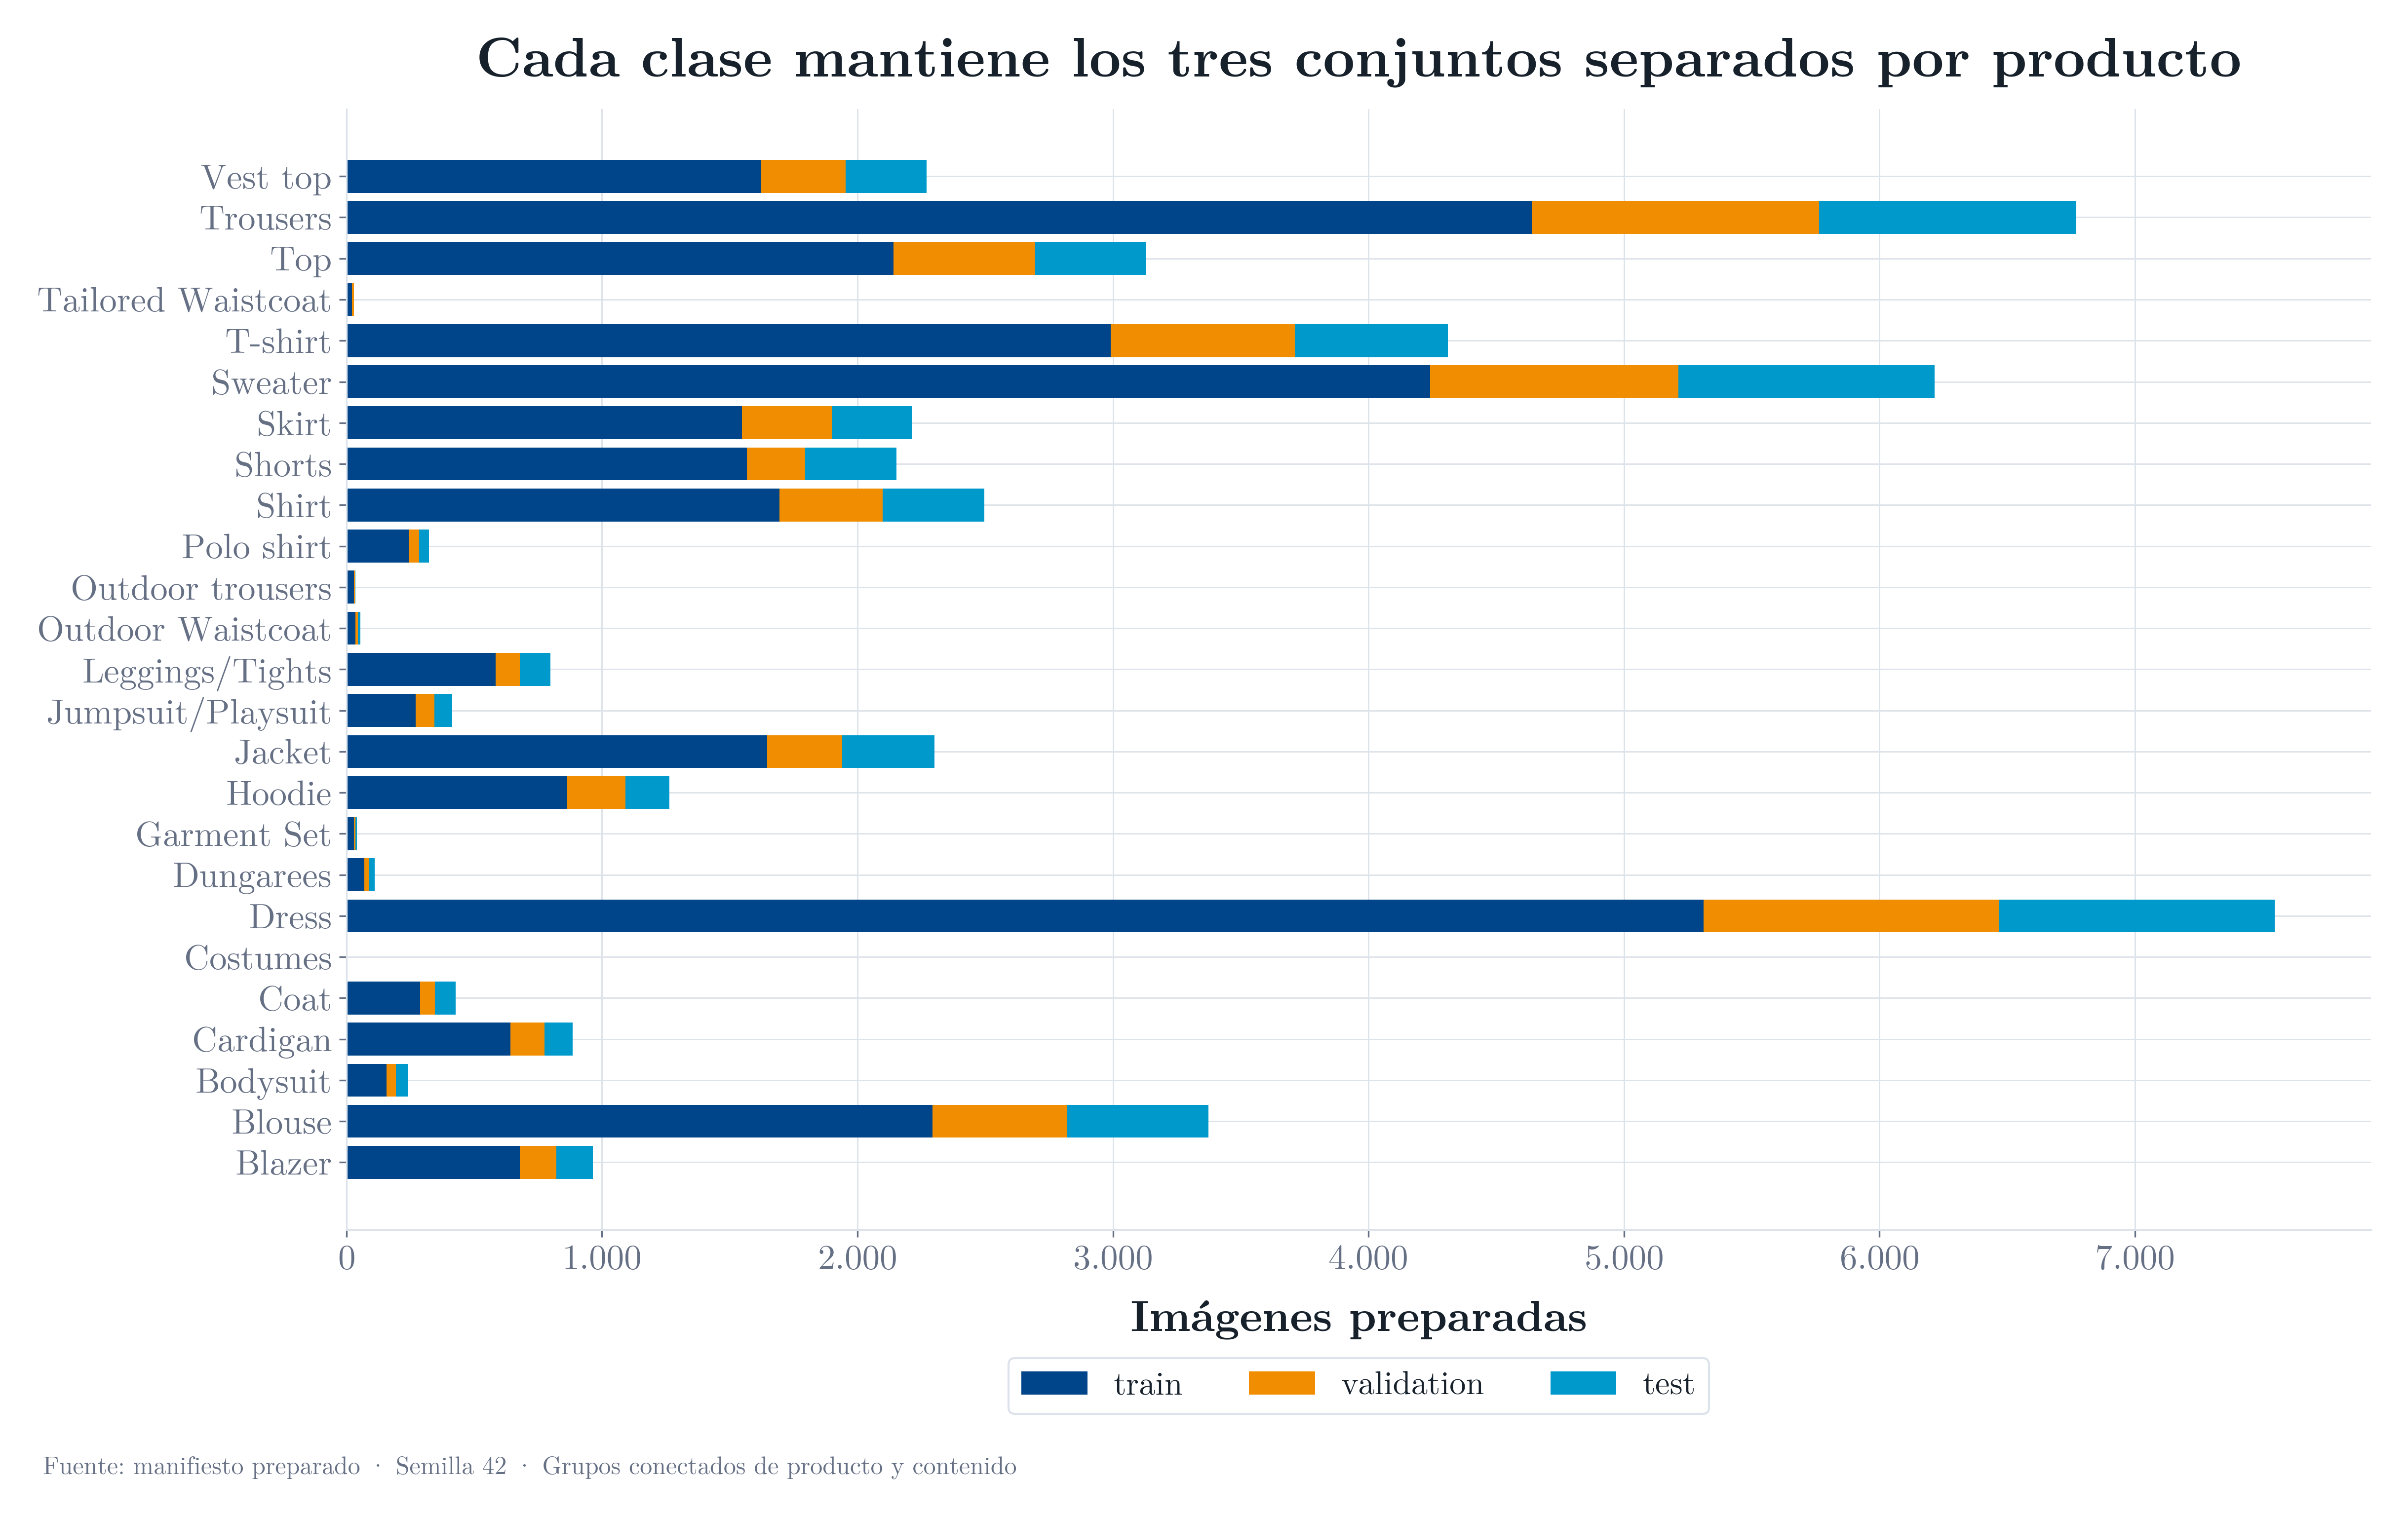 Cada clase mantiene los tres conjuntos separados por producto
Vest top
Trousers
Top
Tailored Waistcoat
T-shirt
Sweater
Skirt
Shorts
Shirt
Polo shirt
Outdoor trousers
Outdoor Waistcoat
Leggings/Tights
Jumpsuit/Playsuit
Jacket
Hoodie
Garment Set
Dungarees
Dress
Costumes
Coat
Cardigan
Bodysuit
Blouse
Blazer
0 1.000 2.000 3.000 4.000 5.000 6.000 7.000
Imágenes preparadas
train validation test
Fuente: manifiesto preparado · Semilla 42 · Grupos conectados de producto y contenido